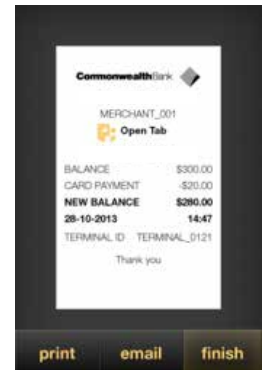 CommonwealthBank
MERCHANT_001
Open Tab
BALANCE $300.00
CARD PAYMENT -$20.00
NEW BALANCE $280.00
28-10-2013 14:47
TERMINAL ID TERMINAL_0121
Thank you
print email finish